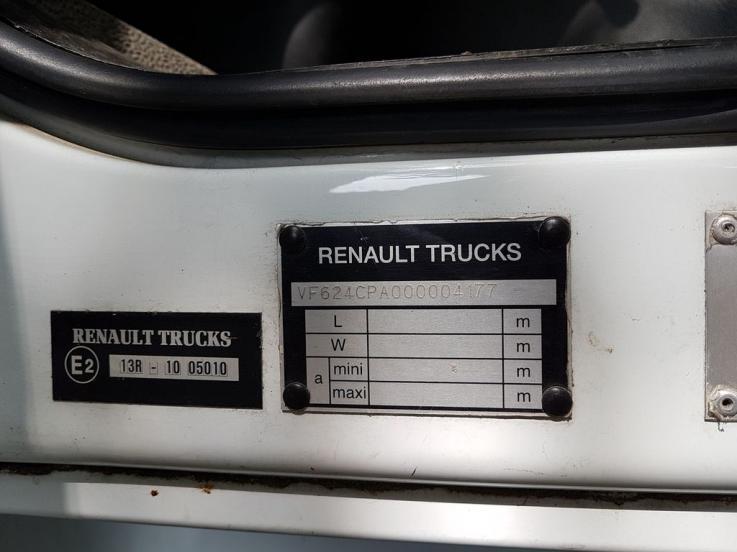 RENAULT TRUCKS
VF624CPA000004177
L m
W m
a mini m
maxi m
RENAULT TRUCKS
E2 13R - 10 05010